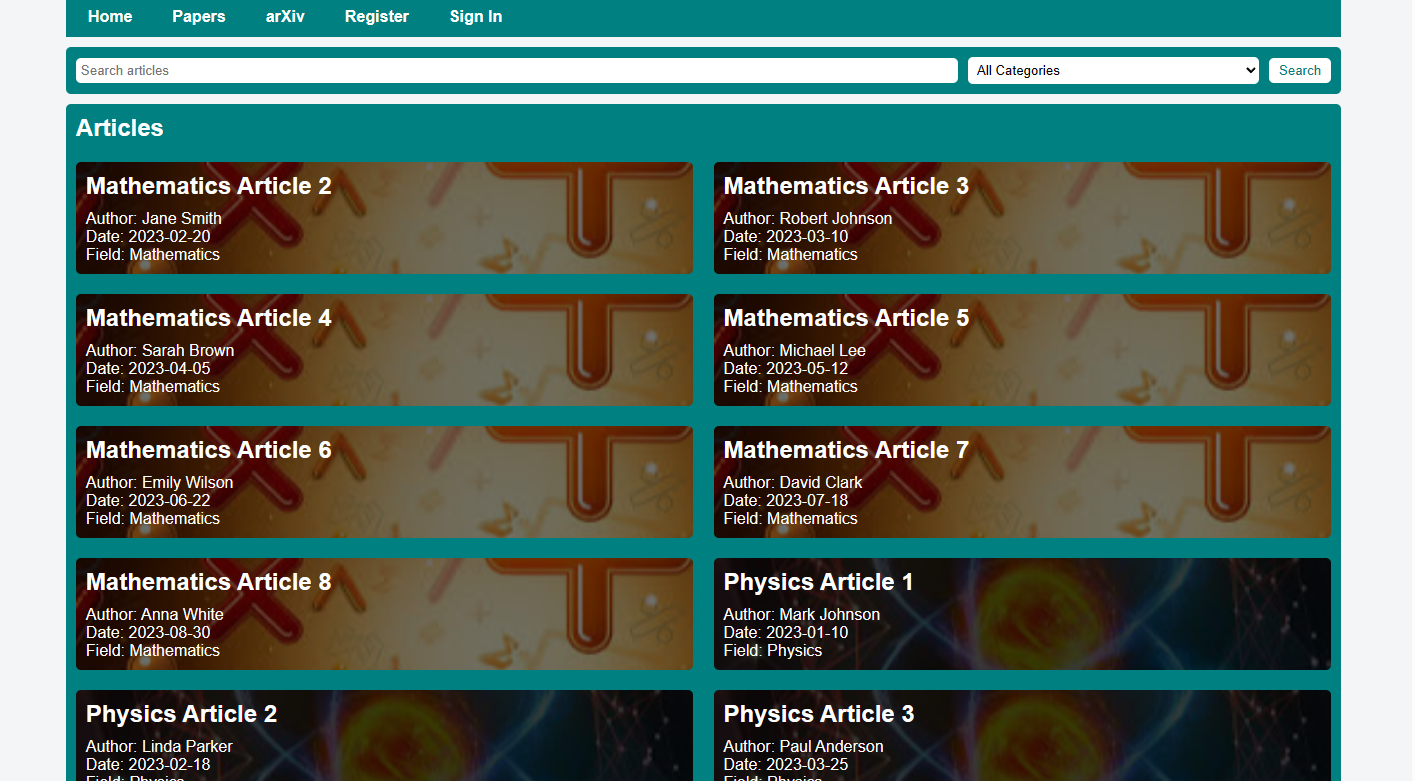 Home Papers arXiv Register Sign In
Search articles All Categories Search
Articles
Mathematics Article 2
Author: Jane Smith
Date: 2023-02-20
Field: Mathematics
Mathematics Article 3
Author: Robert Johnson
Date: 2023-03-10
Field: Mathematics
Mathematics Article 4
Author: Sarah Brown
Date: 2023-04-05
Field: Mathematics
Mathematics Article 5
Author: Michael Lee
Date: 2023-05-12
Field: Mathematics
Mathematics Article 6
Author: Emily Wilson
Date: 2023-06-22
Field: Mathematics
Mathematics Article 7
Author: David Clark
Date: 2023-07-18
Field: Mathematics
Mathematics Article 8
Author: Anna White
Date: 2023-08-30
Field: Mathematics
Physics Article 1
Author: Mark Johnson
Date: 2023-01-10
Field: Physics
Physics Article 2
Author: Linda Parker
Date: 2023-02-18
Field: Physics
Physics Article 3
Author: Paul Anderson
Date: 2023-03-25
Field: Physics